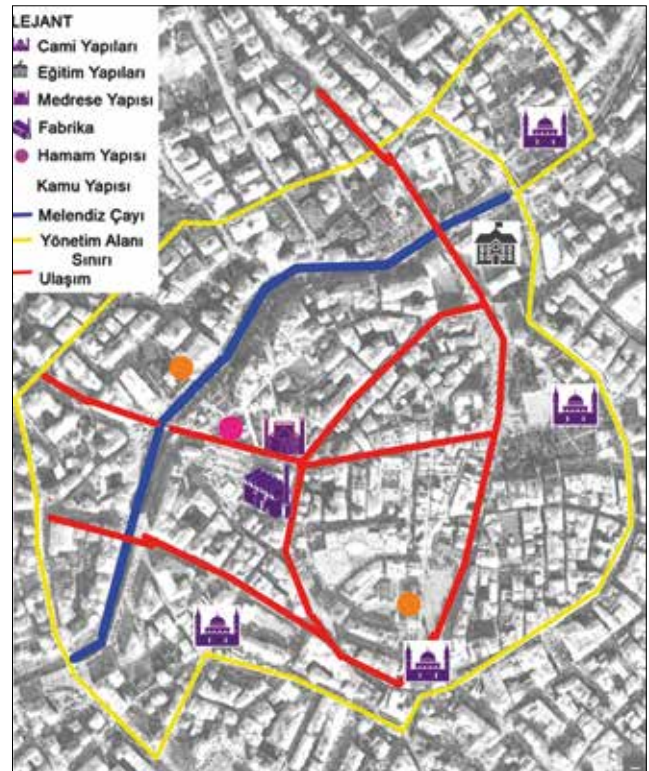 LEJANT
Cami Yapıları
Eğitim Yapıları
Medrese Yapısı
Fabrika
Hamam Yapısı
Kamu Yapısı
Melendiz Çayı
Yönetim Alanı
Sınırı
Ulaşım